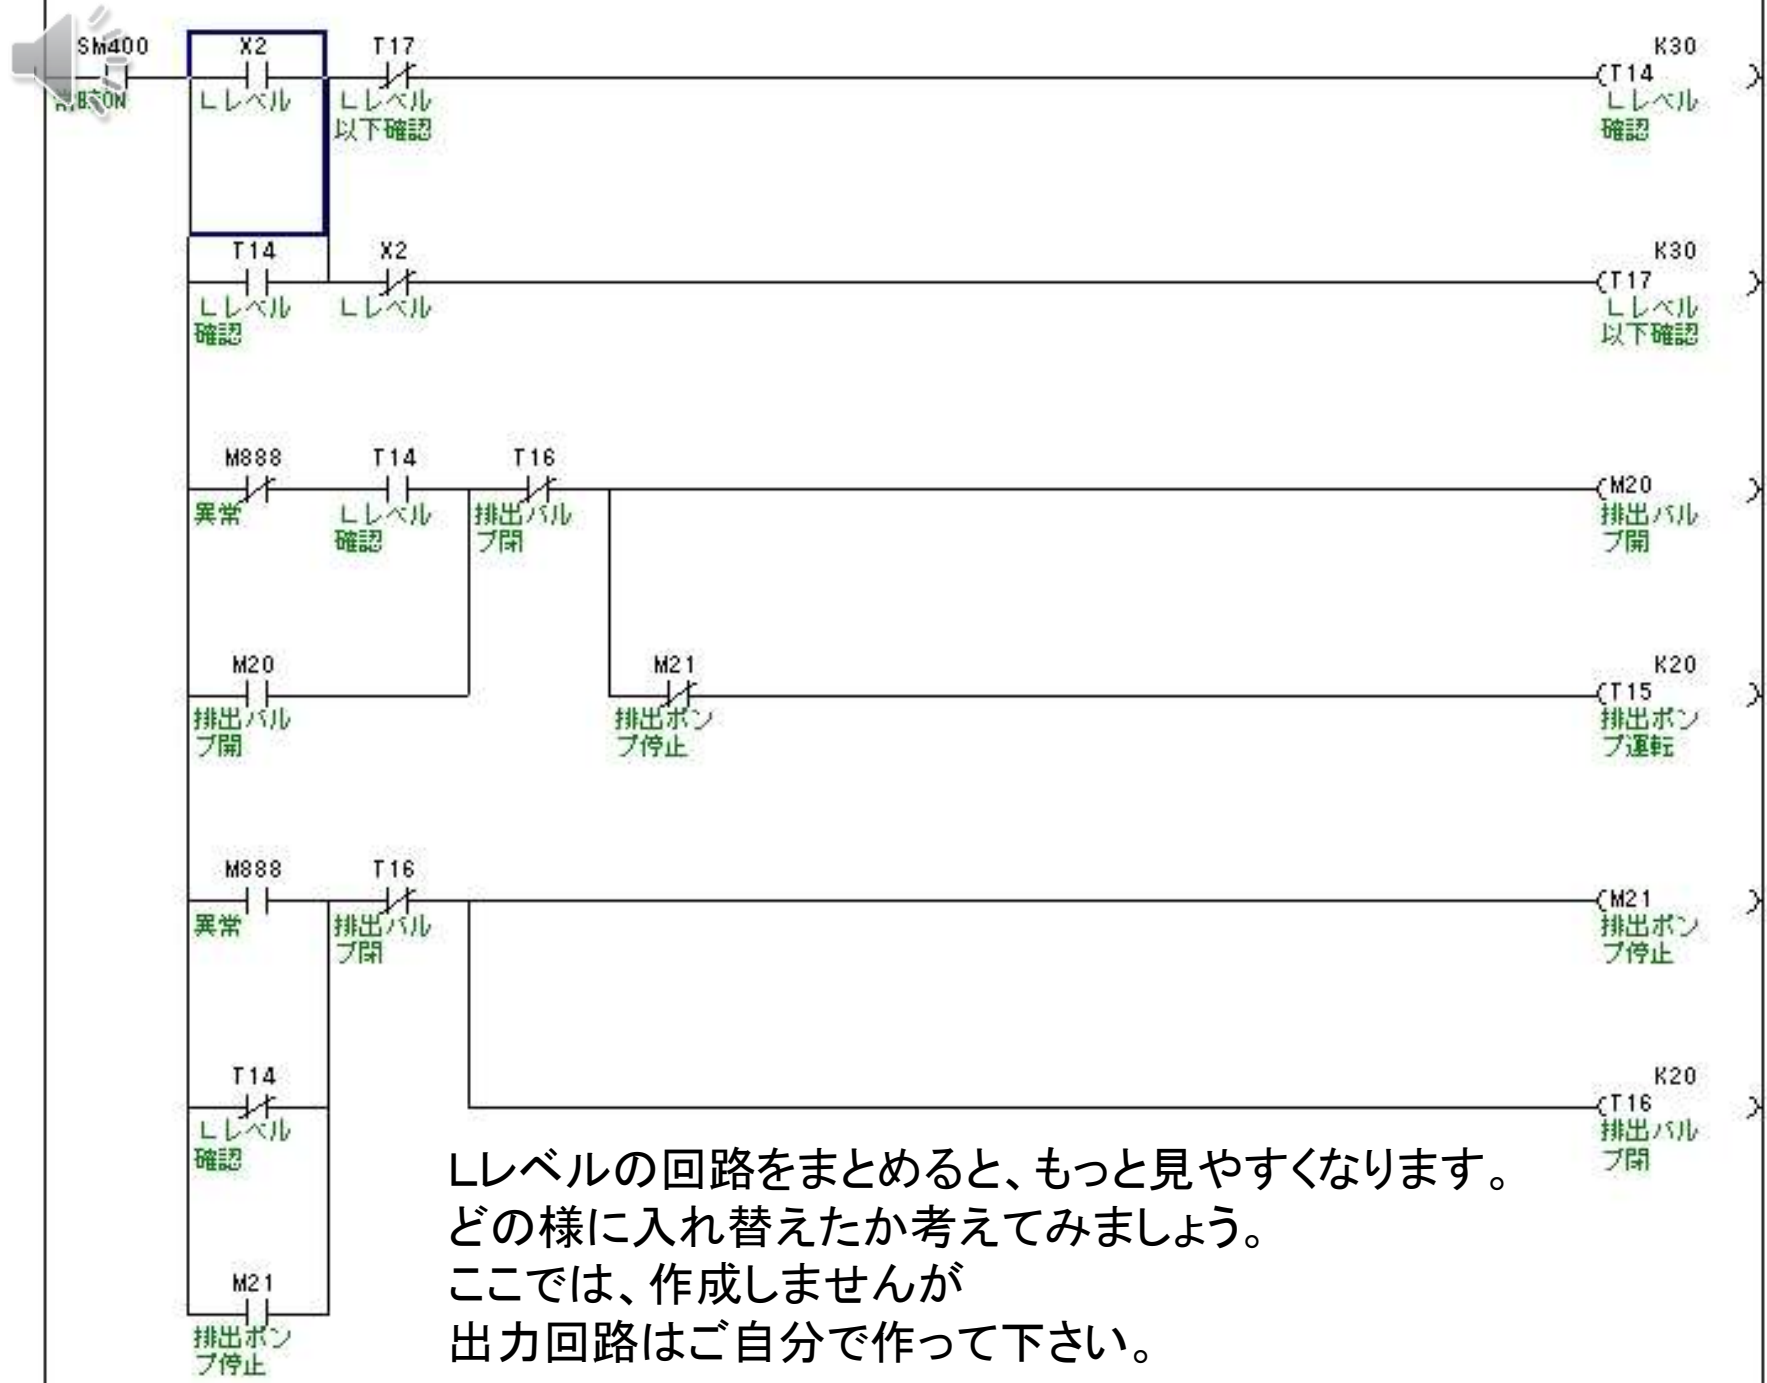 SM400 X2 T17 K30
(T14
常時ON Lレベル Lレベル Lレベル
以下確認 確認
T14 X2 K30
(T17
Lレベル Lレベル Lレベル
確認 以下確認
M888 T14 T16
(M20
異常 Lレベル 排出バル 排出バル
確認 ブ閉 ブ開
M20 M21 K20
(T15
排出バル 排出ポン 排出ポン
ブ開 プ停止 プ運転
M888 T16
(M21
異常 排出バル 排出ポン
ブ閉 プ停止
T14 K20
(T16
Lレベル 排出バル
確認 ブ閉
Lレベルの回路をまとめると、もっと見やすくなります。
どの様に入れ替えたか考えてみましょう。
ここでは、作成しませんが
出力回路はご自分で作って下さい。
M21
排出ポン
プ停止